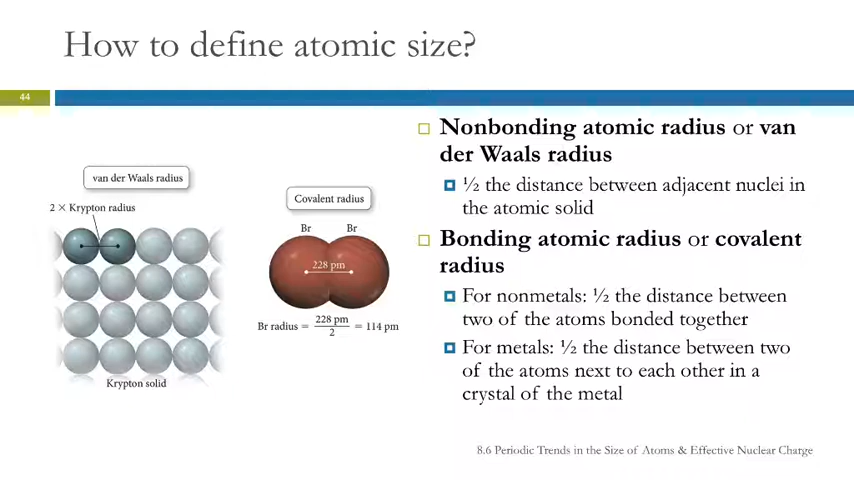 How to define atomic size?
44
van der Waals radius
2 × Krypton radius
Krypton solid
Covalent radius
Br Br
228 pm
Br radius = 228 pm / 2 = 114 pm
□ Nonbonding atomic radius or van
der Waals radius
½ the distance between adjacent nuclei in
the atomic solid
□ Bonding atomic radius or covalent
radius
For nonmetals: ½ the distance between
two of the atoms bonded together
For metals: ½ the distance between two
of the atoms next to each other in a
crystal of the metal
8.6 Periodic Trends in the Size of Atoms & Effective Nuclear Charge